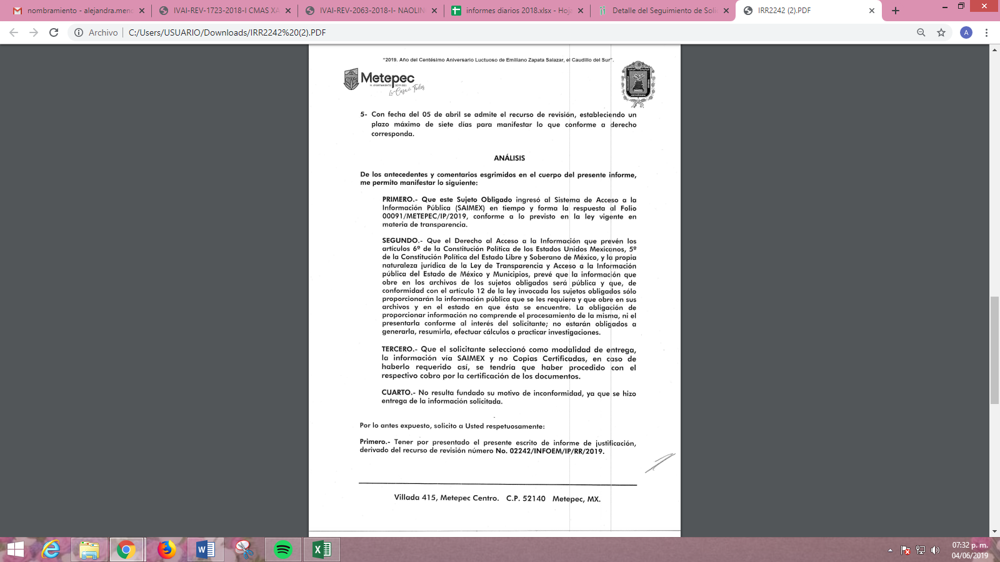 nombramiento - alejandra.menc
IVAI-REV-1723-2018-I CMAS XA
IVAI-REV-2063-2018-I- NAOLIN
informes diarios 2018.xlsx - Hoja
Detalle del Seguimiento de Solic
IRR2242 (2).PDF
Archivo
C:/Users/USUARIO/Downloads/IRR2242%20(2).PDF
A
"2019. Año del Centésimo Aniversario Luctuoso de Emiliano Zapata Salazar, el Caudillo del Sur".
Metepec
La Casa de Todos
5- Con fecha del 05 de abril se admite el recurso de revisión, estableciendo un
plazo máximo de siete días para manifestar lo que conforme a derecho
corresponda.
ANÁLISIS
De los antecedentes y comentarios esgrimidos en el cuerpo del presente informe,
me permito manifestar lo siguiente:
PRIMERO.- Que este Sujeto Obligado ingresó al Sistema de Acceso a la
Información Pública (SAIMEX) en tiempo y forma la respuesta al Folio
00091/METEPEC/IP/2019, conforme a lo previsto en la ley vigente en
materia de transparencia.
SEGUNDO.- Que el Derecho al Acceso a la Información que prevén los
artículos 6º de la Constitución Política de los Estados Unidos Mexicanos, 5º
de la Constitución Política del Estado Libre y Soberano de México, y la propia
naturaleza jurídica de la Ley de Transparencia y Acceso a la Información
pública del Estado de México y Municipios, prevé que la información que
obre en los archivos de los sujetos obligados será pública y que, de
conformidad con el artículo 12 de la ley invocada los sujetos obligados sólo
proporcionarán la información pública que se les requiera y que obre en sus
archivos y en el estado en que ésta se encuentre. La obligación de
proporcionar información no comprende el procesamiento de la misma, ni el
presentarla conforme al interés del solicitante; no estarán obligados a
generarla, resumirla, efectuar cálculos o practicar investigaciones.
TERCERO.- Que el solicitante seleccionó como modalidad de entrega,
la información vía SAIMEX y no Copias Certificadas, en caso de
haberlo requerido así, se tendría que haber procedido con el
respectivo cobro por la certificación de los documentos.
CUARTO.- No resulta fundado su motivo de inconformidad, ya que se hizo
entrega de la información solicitada.
Por lo antes expuesto, solicito a Usted respetuosamente:
Primero.- Tener por presentado el presente escrito de informe de justificación,
derivado del recurso de revisión número No. 02242/INFOEM/IP/RR/2019.
Villada 415, Metepec Centro. C.P. 52140 Metepec, MX.
07:32 p. m.
04/06/2019